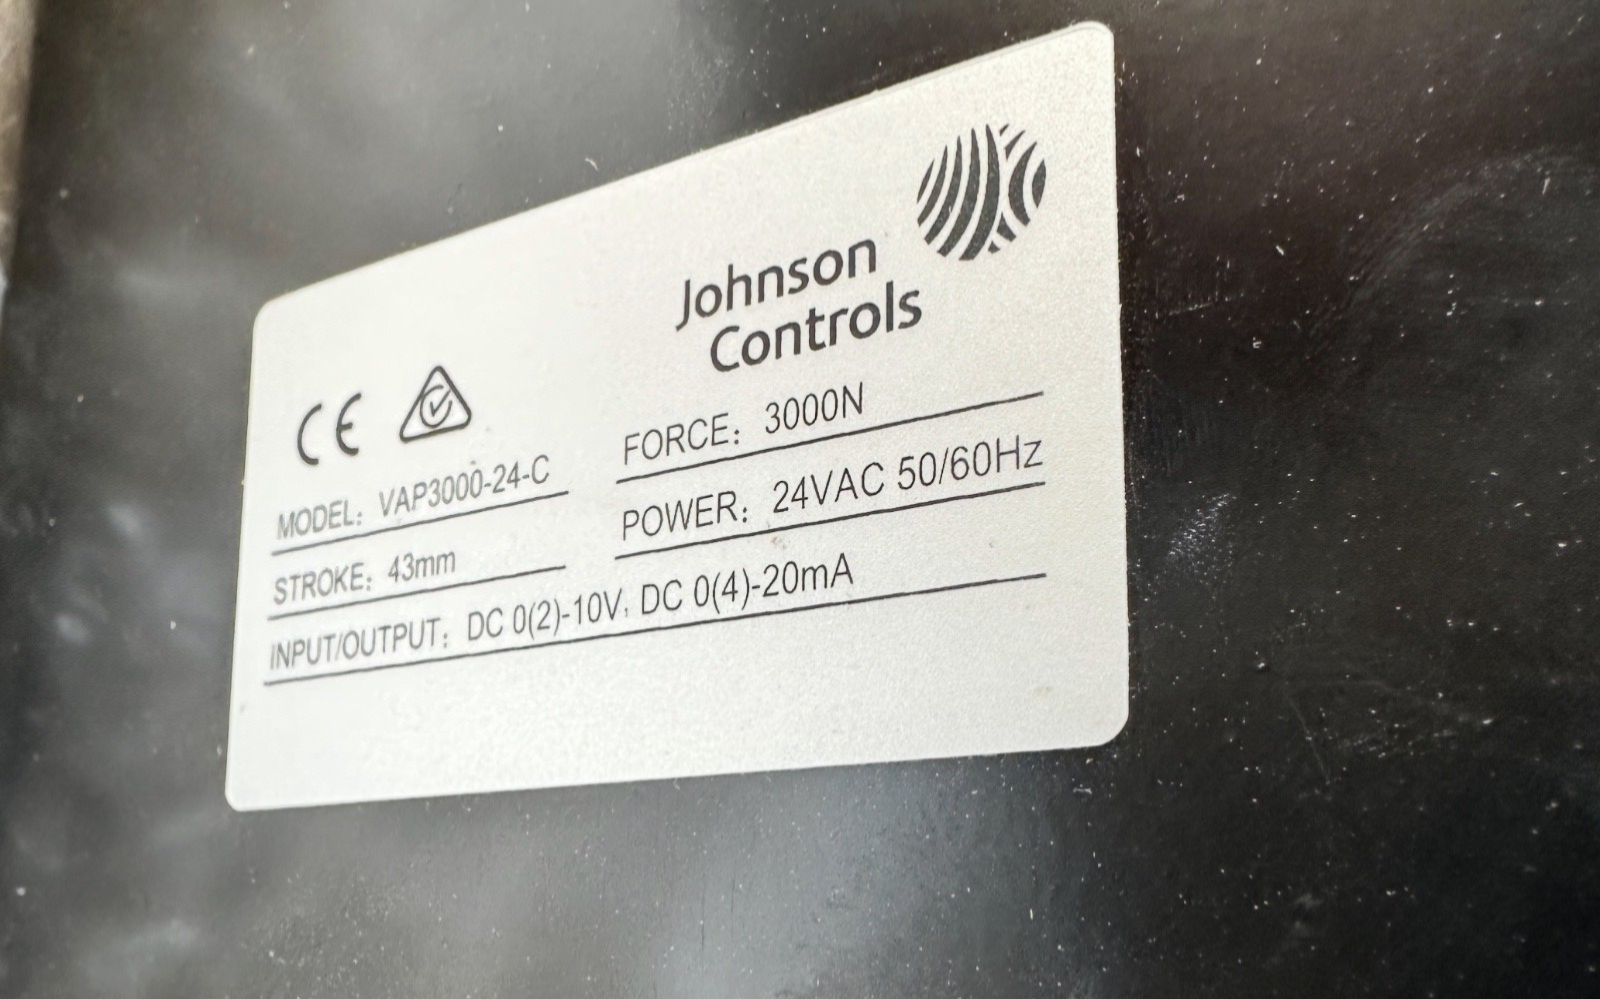 Johnson
Controls
CE
MODEL: VAP3000-24-C
FORCE: 3000N
STROKE: 43mm
POWER: 24VAC 50/60Hz
INPUT/OUTPUT: DC 0(2)-10V, DC 0(4)-20mA